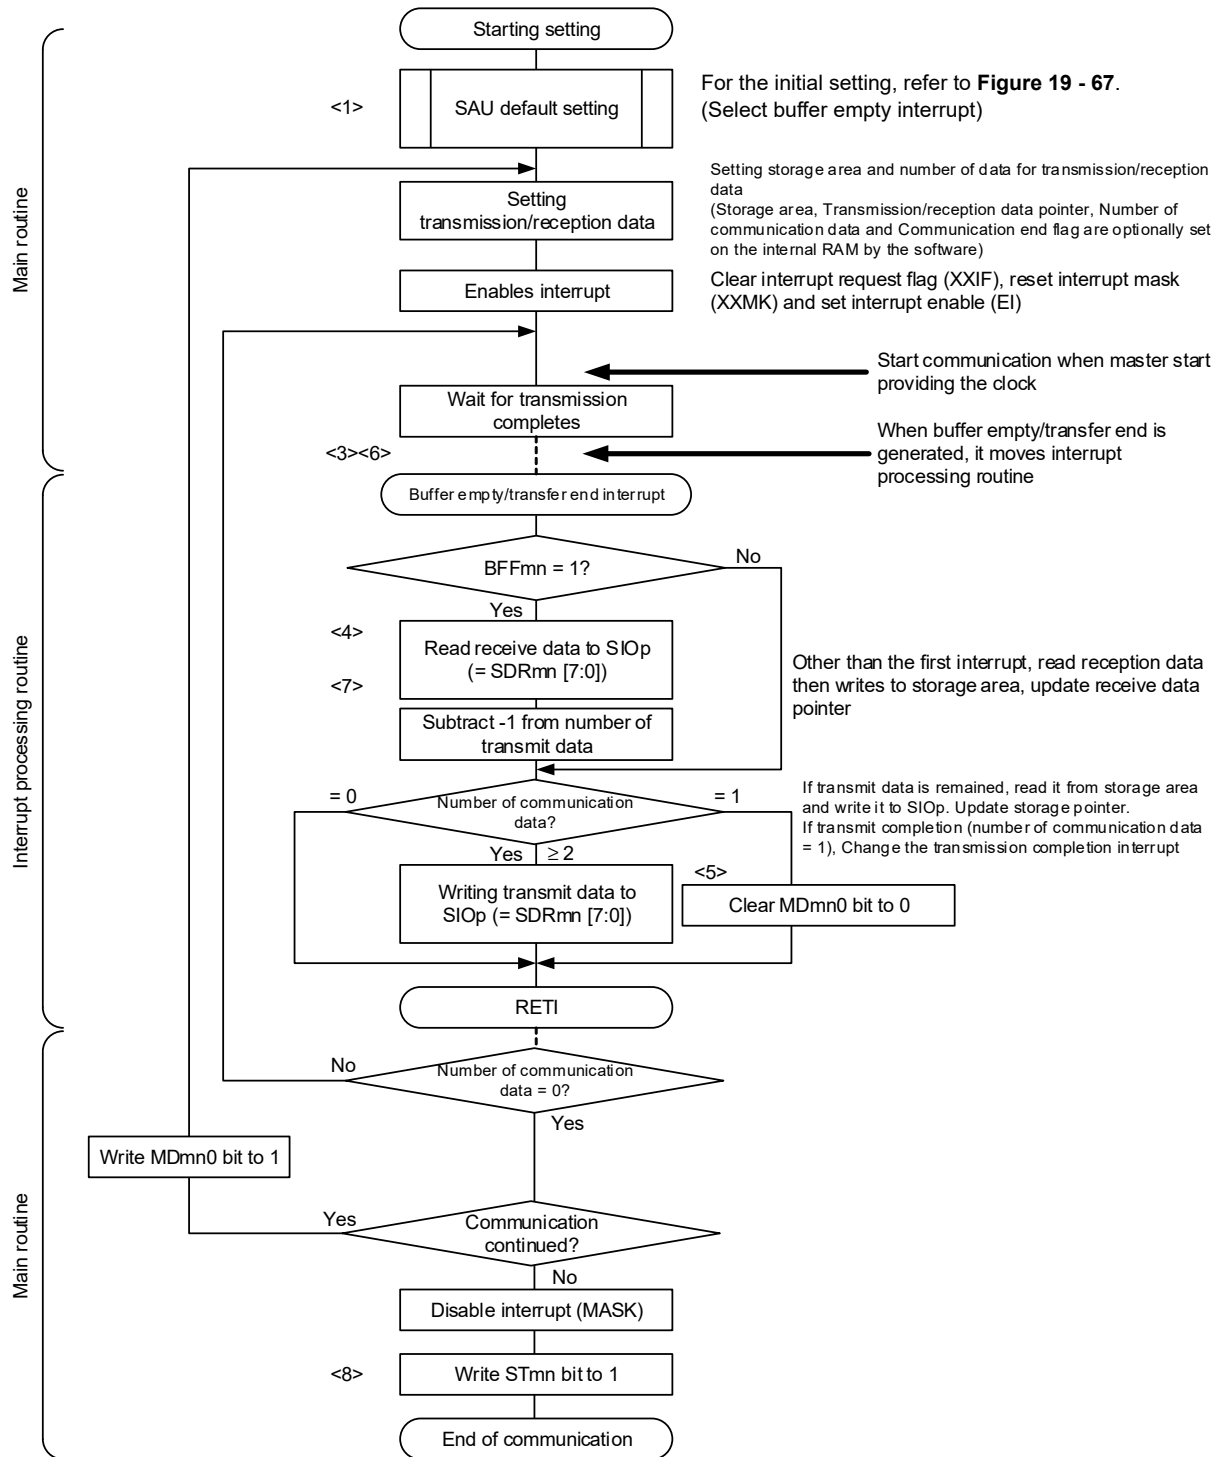 Starting setting
<1>
SAU default setting
For the initial setting, refer to Figure 19 - 67.
(Select buffer empty interrupt)
Main routine
Setting
transmission/reception data
Setting storage area and number of data for transmission/reception
data
(Storage area, Transmission/reception data pointer, Number of
communication data and Communication end flag are optionally set
on the internal RAM by the software)
Enables interrupt
Clear interrupt request flag (XXIF), reset interrupt mask
(XXMK) and set interrupt enable (EI)
Start communication when master start
providing the clock
Wait for transmission
completes
<3><6>
When buffer empty/transfer end is
generated, it moves interrupt
processing routine
Buffer empty/transfer end interrupt
BFFmn = 1?
No
Yes
<4>
Read receive data to SIOp
(= SDRmn [7:0])
<7>
Other than the first interrupt, read reception data
then writes to storage area, update receive data
pointer
Subtract -1 from number of
transmit data
Interrupt processing routine
= 0
Number of communication
data?
= 1
If transmit data is remained, read it from storage area
and write it to SIOp. Update storage pointer.
If transmit completion (number of communication data
= 1), Change the transmission completion interrupt
Yes ≥ 2
<5>
Writing transmit data to
SIOp (= SDRmn [7:0])
Clear MDmn0 bit to 0
RETI
No
Number of communication
data = 0?
Yes
Write MDmn0 bit to 1
Main routine
Yes
Communication
continued?
No
Disable interrupt (MASK)
<8>
Write STmn bit to 1
End of communication